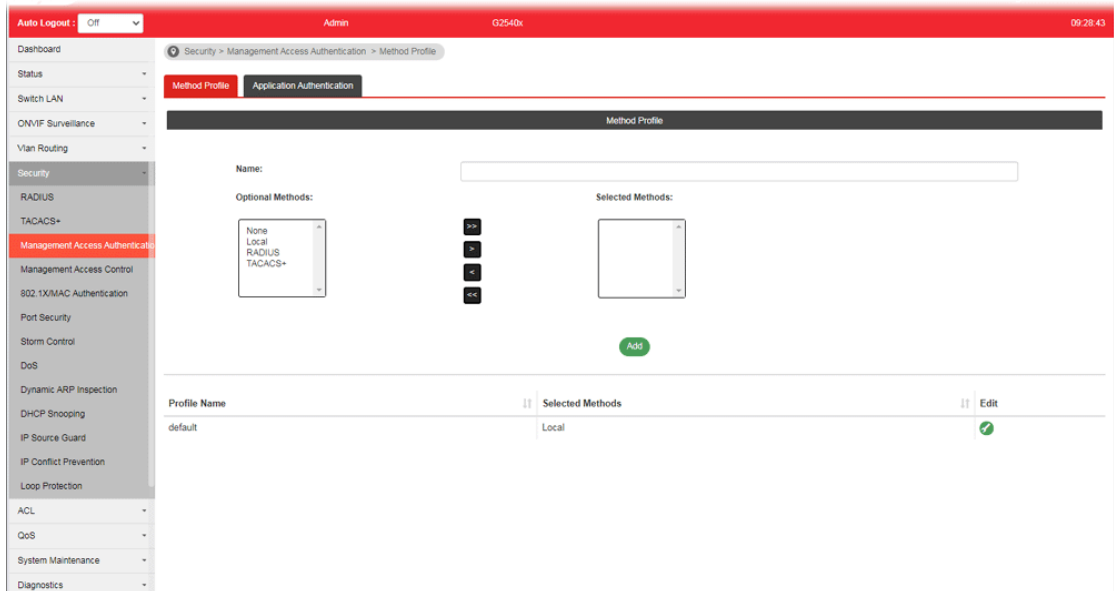 Auto Logout : Off Admin G2540x 09:28:43
Dashboard
Status
Switch LAN
ONVIF Surveillance
Vlan Routing
Security
RADIUS
TACACS+
Management Access Authenticatio
Management Access Control
802.1X/MAC Authentication
Port Security
Storm Control
DoS
Dynamic ARP Inspection
DHCP Snooping
IP Source Guard
IP Conflict Prevention
Loop Protection
ACL
QoS
System Maintenance
Diagnostics
Security > Management Access Authentication > Method Profile
Method Profile Application Authentication
Method Profile
Name:
Optional Methods: Selected Methods:
None
Local
RADIUS
TACACS+
>>
>
<
<<
Add
Profile Name Selected Methods Edit
default Local